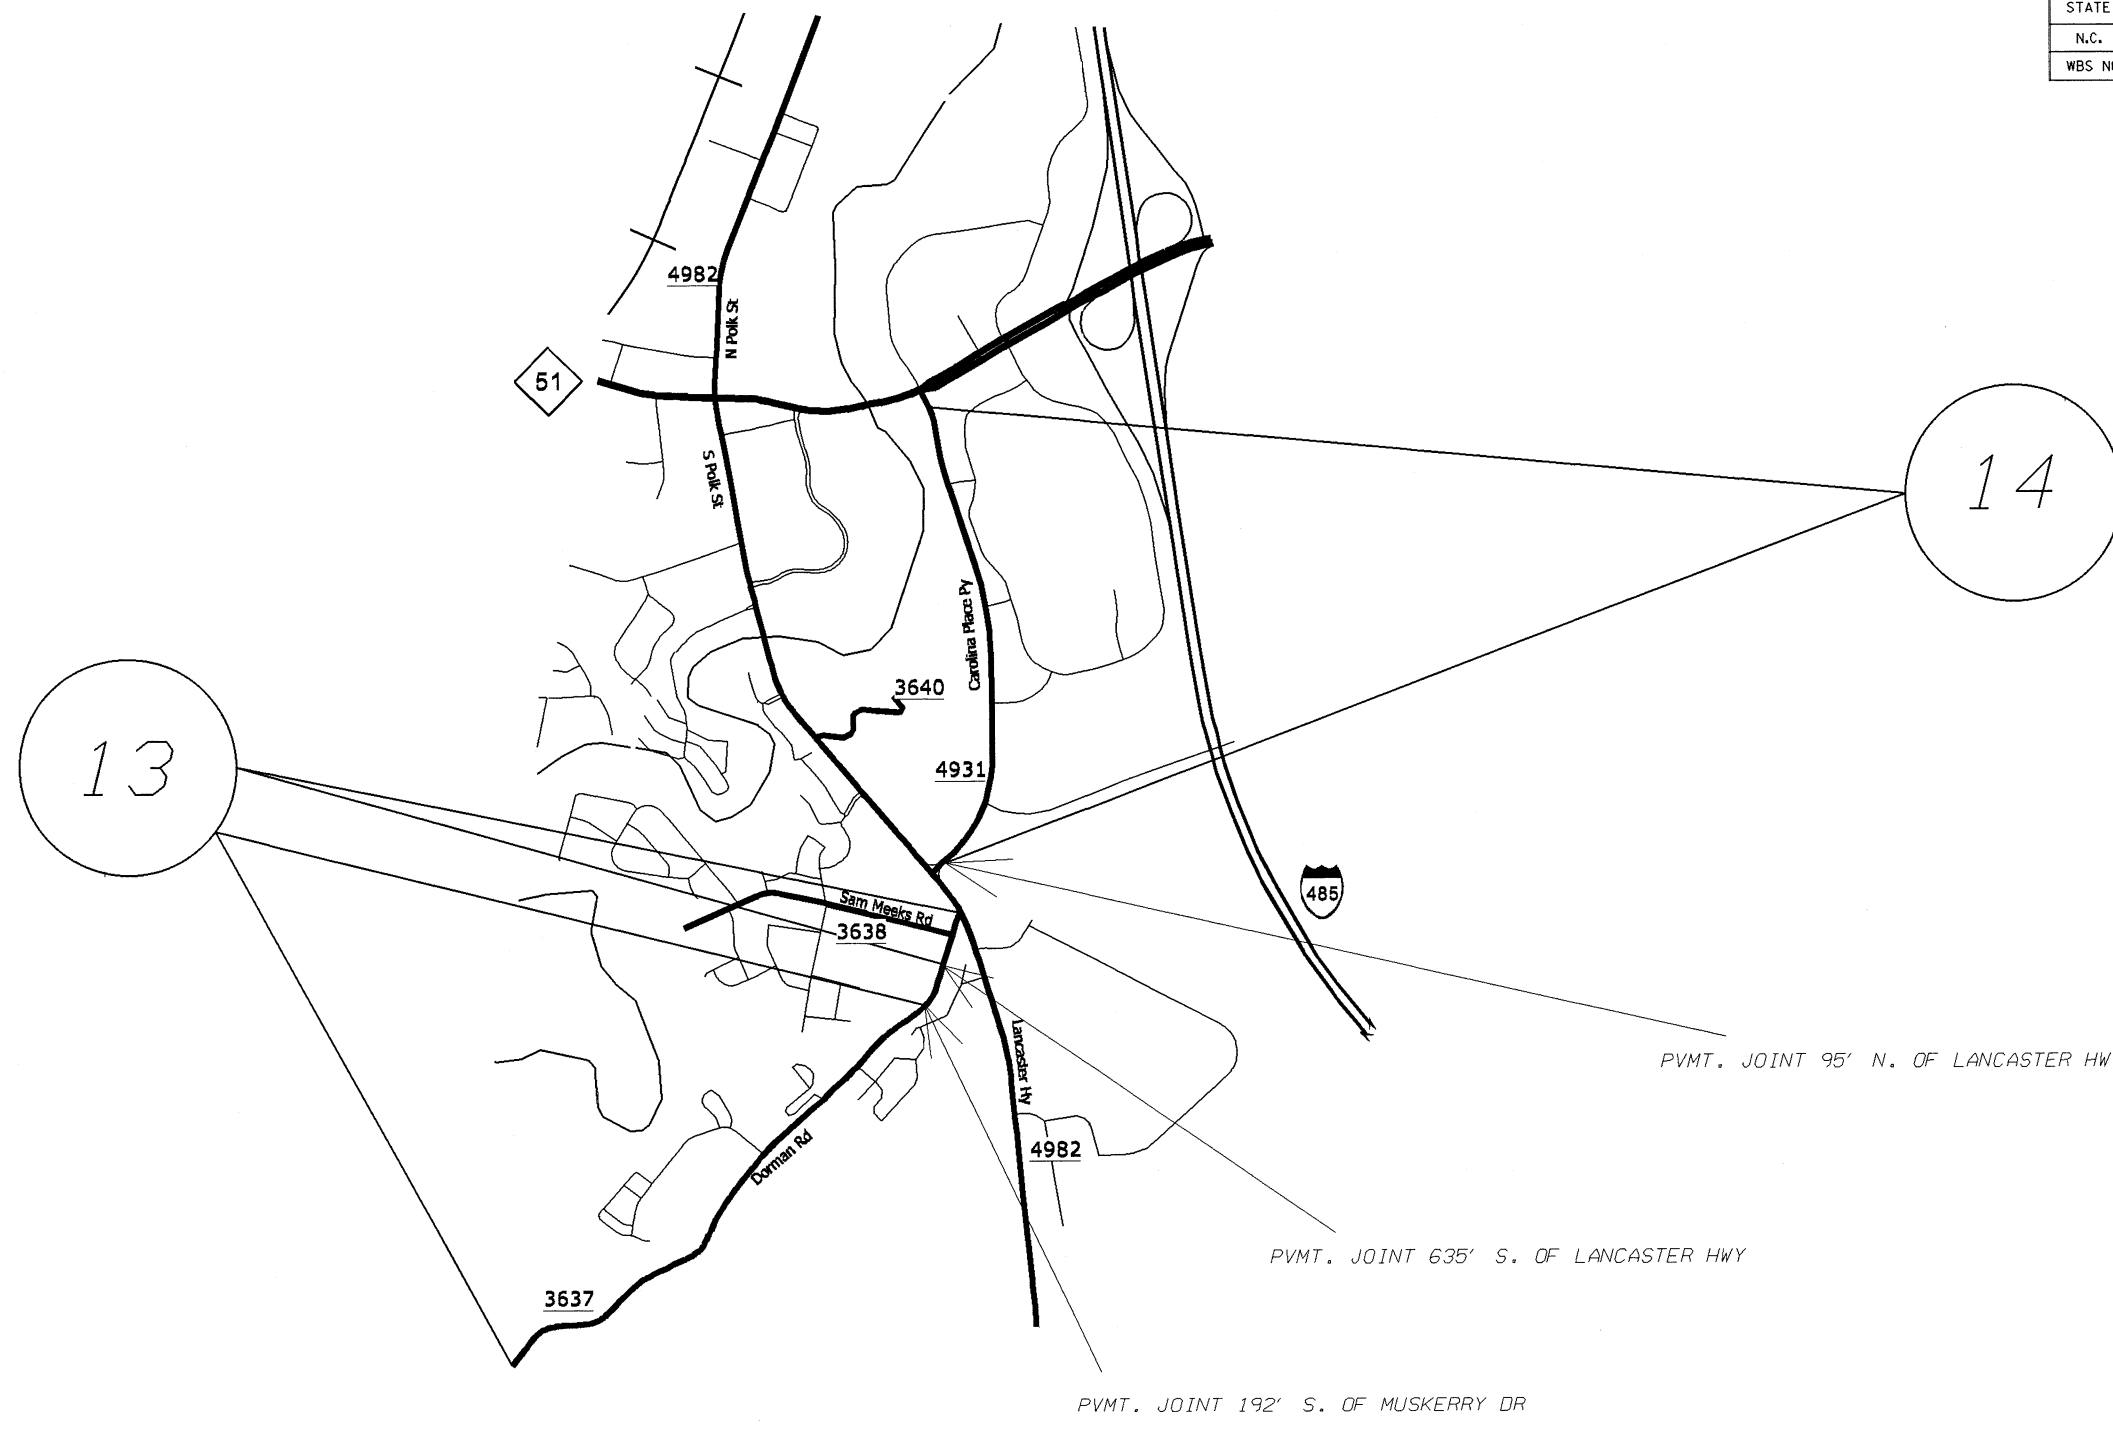 STATE
N.C.
4982
N Polk St
51
S Polk St
14
Carolina Place Py
3640
13
4931
485
Sam Meeks Rd
3638
Lancaster Hy
PVMT. JOINT 95' N. OF LANCASTER HW
4982
Dorman Rd
PVMT. JOINT 635' S. OF LANCASTER HWY
3637
PVMT. JOINT 192' S. OF MUSKERRY DR